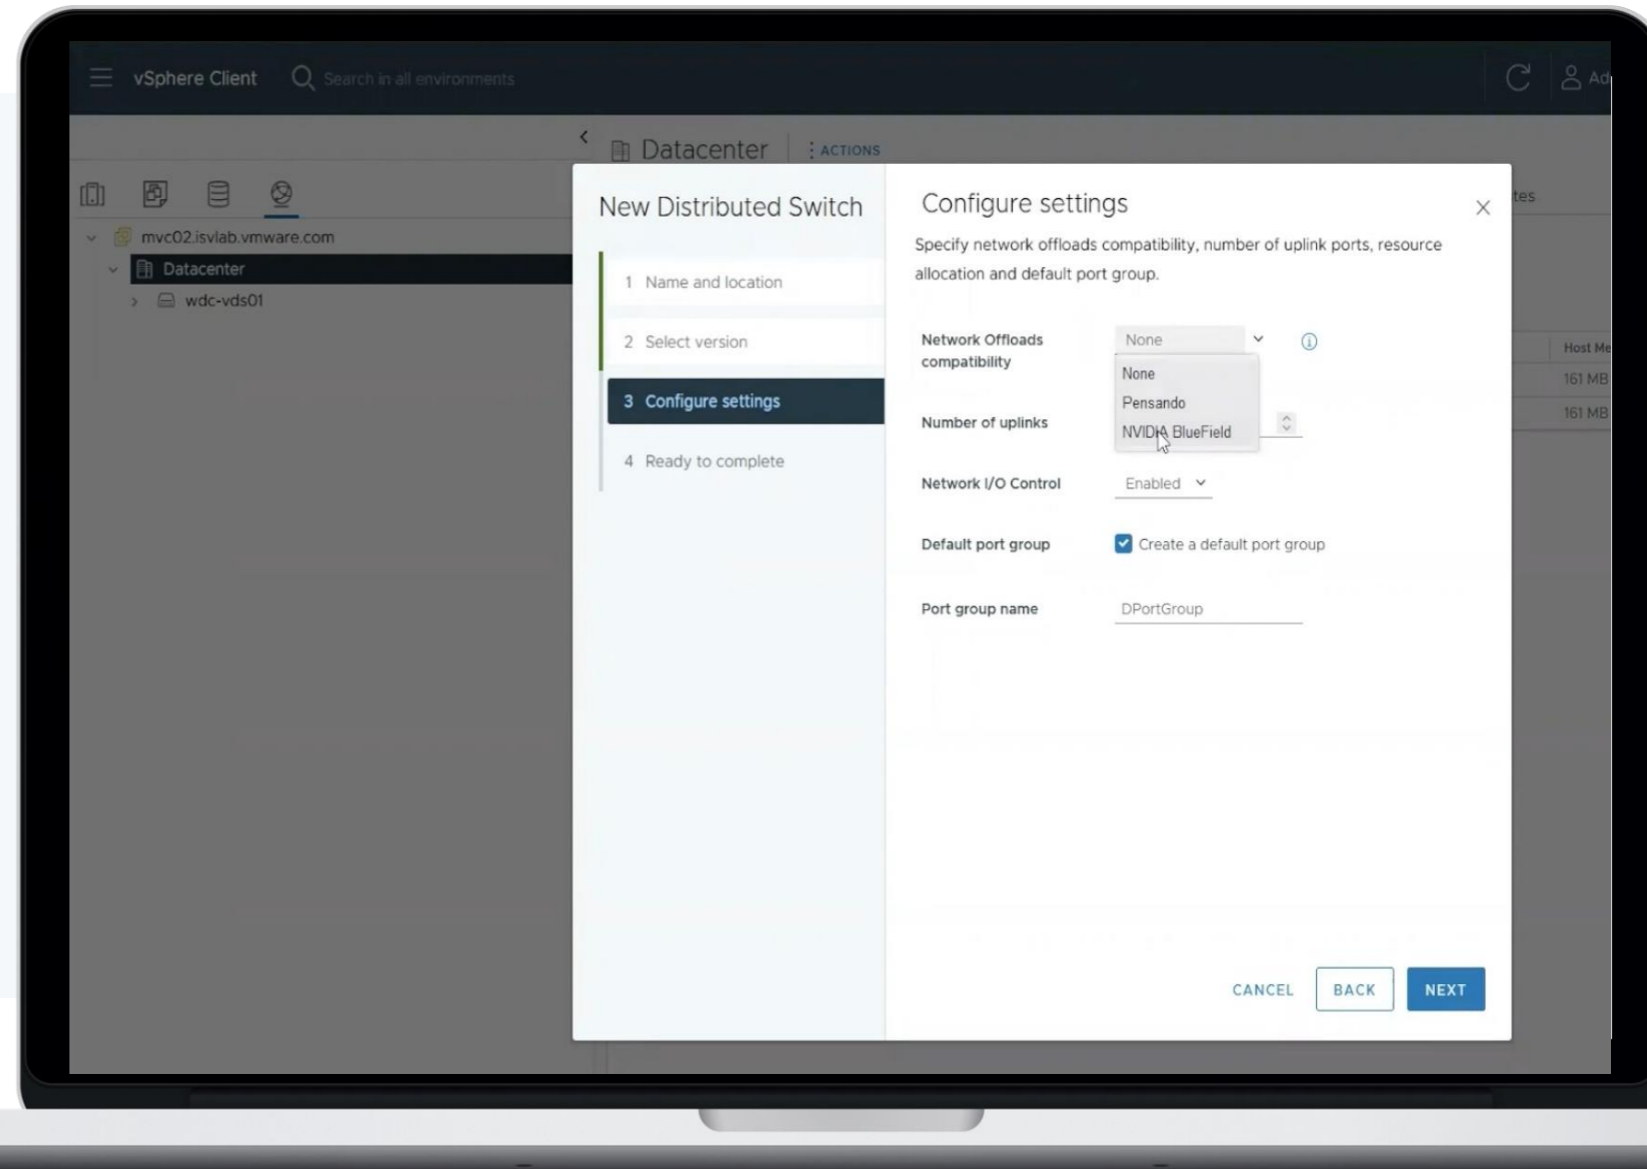 vSphere Client
Search in all environments
Datacenter
ACTIONS
mvc02.isvlab.vmware.com
Datacenter
wdc-vds01
New Distributed Switch
1 Name and location
2 Select version
3 Configure settings
4 Ready to complete
Configure settings
Specify network offloads compatibility, number of uplink ports, resource
allocation and default port group.
Network Offloads
compatibility
None
None
Pensando
NVIDIA BlueField
Number of uplinks
Network I/O Control
Enabled
Default port group
Create a default port group
Port group name
DPortGroup
CANCEL
BACK
NEXT
tes
Host Me
161 MB
161 MB
Ad